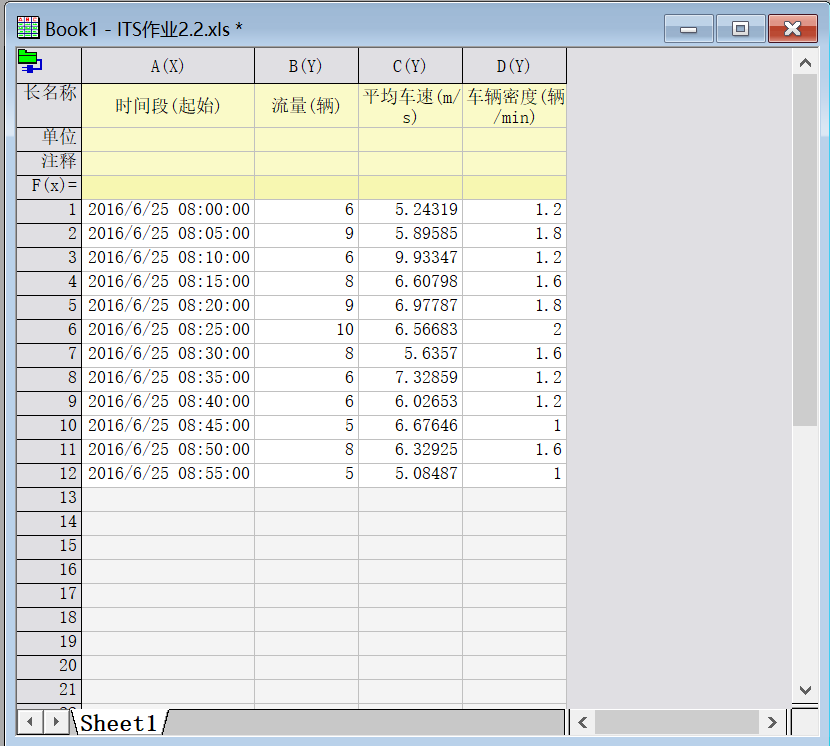 Book1 - ITS作业2.2.xls *
A(X) B(Y) C(Y) D(Y)
长名称 时间段(起始) 流量(辆) 平均车速(m/s) 车辆密度(辆/min)
单位
注释
F(x)=
1 2016/6/25 08:00:00 6 5.24319 1.2
2 2016/6/25 08:05:00 9 5.89585 1.8
3 2016/6/25 08:10:00 6 9.93347 1.2
4 2016/6/25 08:15:00 8 6.60798 1.6
5 2016/6/25 08:20:00 9 6.97787 1.8
6 2016/6/25 08:25:00 10 6.56683 2
7 2016/6/25 08:30:00 8 5.6357 1.6
8 2016/6/25 08:35:00 6 7.32859 1.2
9 2016/6/25 08:40:00 6 6.02653 1.2
10 2016/6/25 08:45:00 5 6.67646 1
11 2016/6/25 08:50:00 8 6.32925 1.6
12 2016/6/25 08:55:00 5 5.08487 1
13
14
15
16
17
18
19
20
21
Sheet1